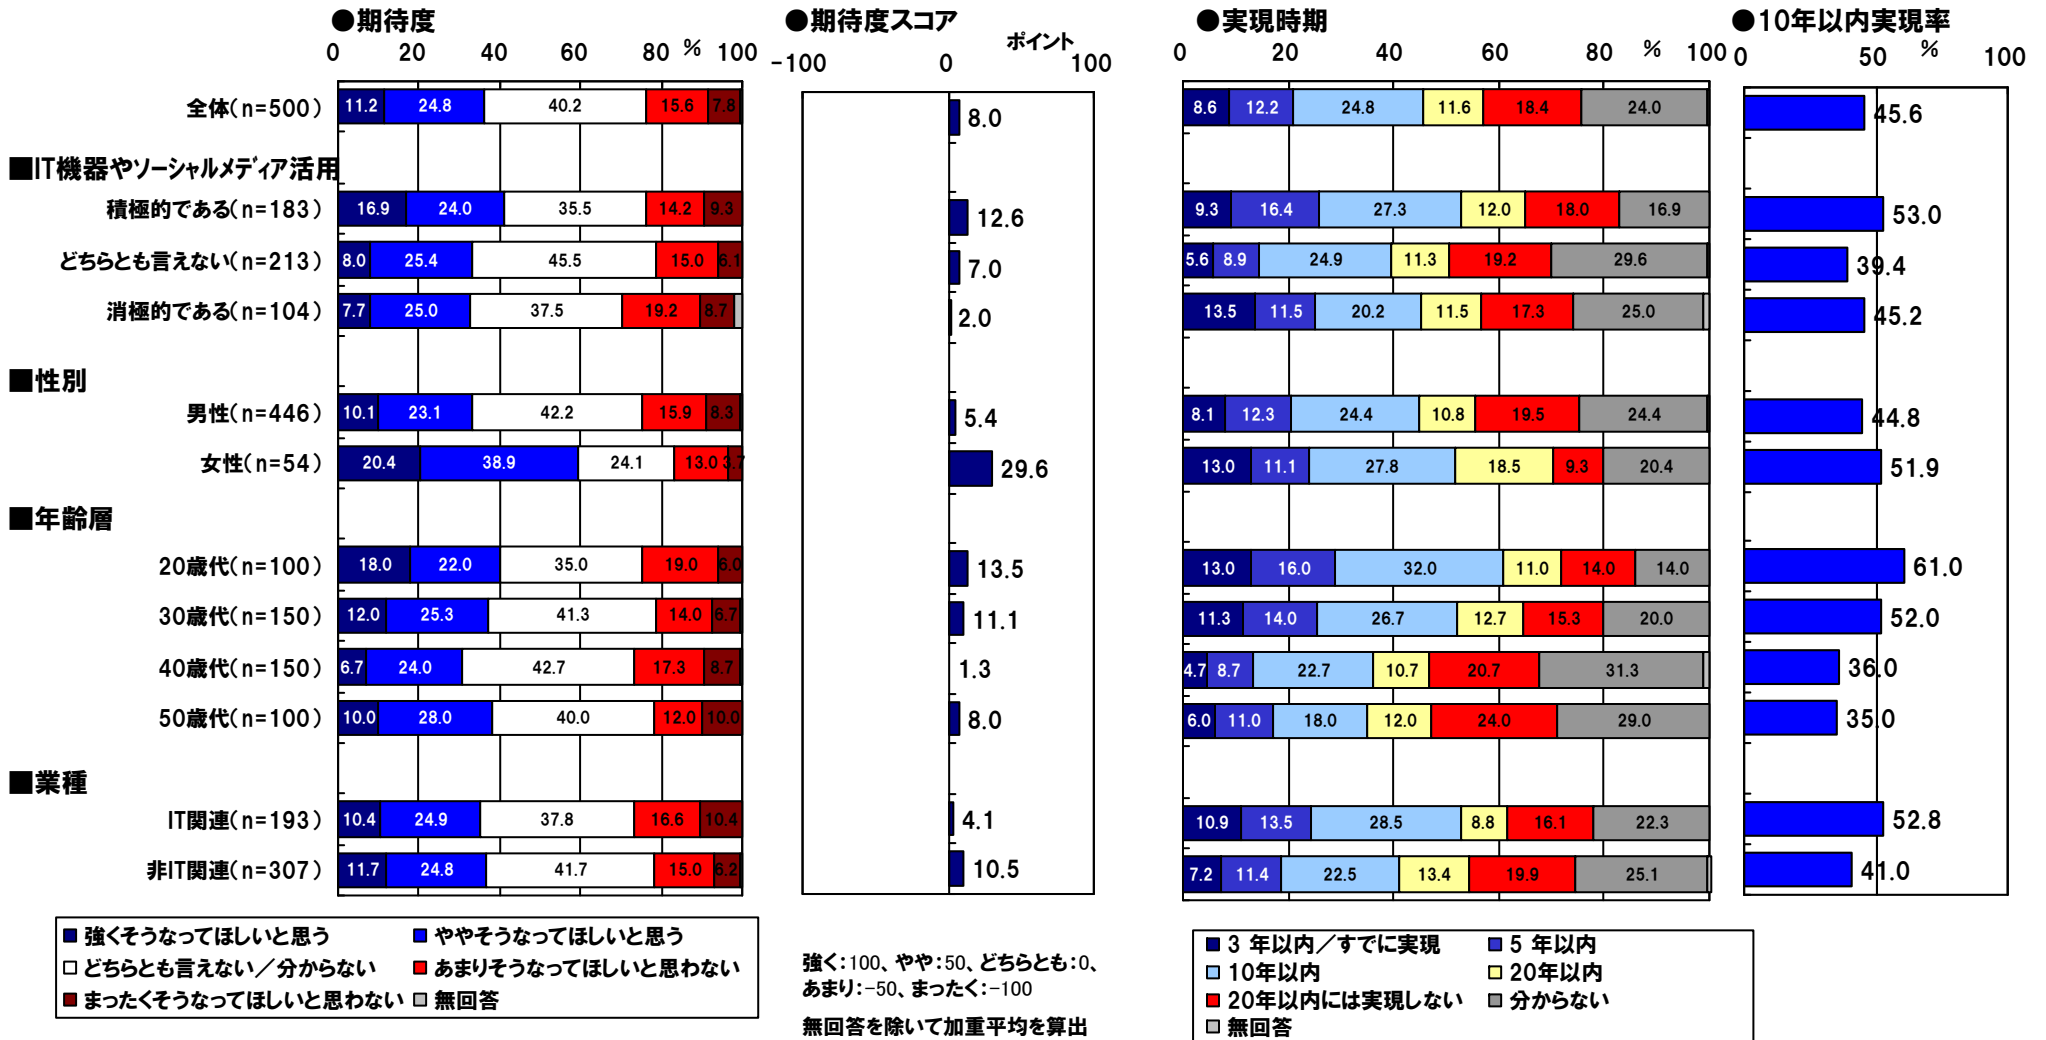 ●期待度 ●期待度スコア ●実現時期 ●10年以内実現率
0 20 40 60 80 % 100 -100 0 ポイント 100 0 20 40 60 80 % 100 0 50 % 100
全体(n=500) 11.2 24.8 40.2 15.6 7.8 8.0 8.6 12.2 24.8 11.6 18.4 24.0 45.6
■IT機器やソーシャルメディア活用
積極的である(n=183) 16.9 24.0 35.5 14.2 9.3 12.6 9.3 16.4 27.3 12.0 18.0 16.9 53.0
どちらとも言えない(n=213) 8.0 25.4 45.5 15.0 6.1 7.0 5.6 8.9 24.9 11.3 19.2 29.6 39.4
消極的である(n=104) 7.7 25.0 37.5 19.2 8.7 2.0 13.5 11.5 20.2 11.5 17.3 25.0 45.2
■性別
男性(n=446) 10.1 23.1 42.2 15.9 8.3 5.4 8.1 12.3 24.4 10.8 19.5 24.4 44.8
女性(n=54) 20.4 38.9 24.1 13.0 3.7 29.6 13.0 11.1 27.8 18.5 9.3 20.4 51.9
■年齢層
20歳代(n=100) 18.0 22.0 35.0 19.0 6.0 13.5 13.0 16.0 32.0 11.0 14.0 14.0 61.0
30歳代(n=150) 12.0 25.3 41.3 14.0 6.7 11.1 11.3 14.0 26.7 12.7 15.3 20.0 52.0
40歳代(n=150) 6.7 24.0 42.7 17.3 8.7 1.3 4.7 8.7 22.7 10.7 20.7 31.3 36.0
50歳代(n=100) 10.0 28.0 40.0 12.0 10.0 8.0 6.0 11.0 18.0 12.0 24.0 29.0 35.0
■業種
IT関連(n=193) 10.4 24.9 37.8 16.6 10.4 4.1 10.9 13.5 28.5 8.8 16.1 22.3 52.8
非IT関連(n=307) 11.7 24.8 41.7 15.0 6.2 10.5 7.2 11.4 22.5 13.4 19.9 25.1 41.0
強くそうなってほしいと思う ややそうなってほしいと思う
どちらとも言えない/分からない あまりそうなってほしいと思わない
まったくそうなってほしいと思わない 無回答
強く:100、やや:50、どちらとも:0、
あまり:-50、まったく:-100
無回答を除いて加重平均を算出
3 年以内/すでに実現 5 年以内
10年以内 20年以内
20年以内には実現しない 分からない
無回答